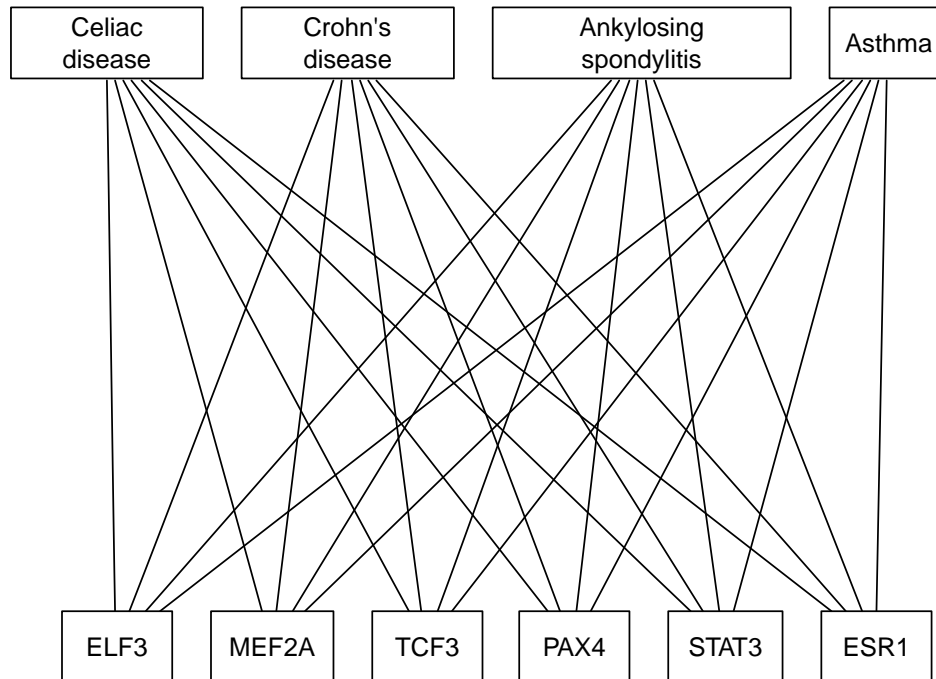 Celiac
disease
Crohn's
disease
Ankylosing
spondylitis
Asthma
ELF3
MEF2A
TCF3
PAX4
STAT3
ESR1